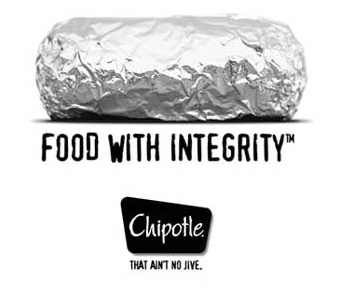 FOOD WITH INTEGRITY™
Chipotle.
THAT AIN'T NO JIVE.